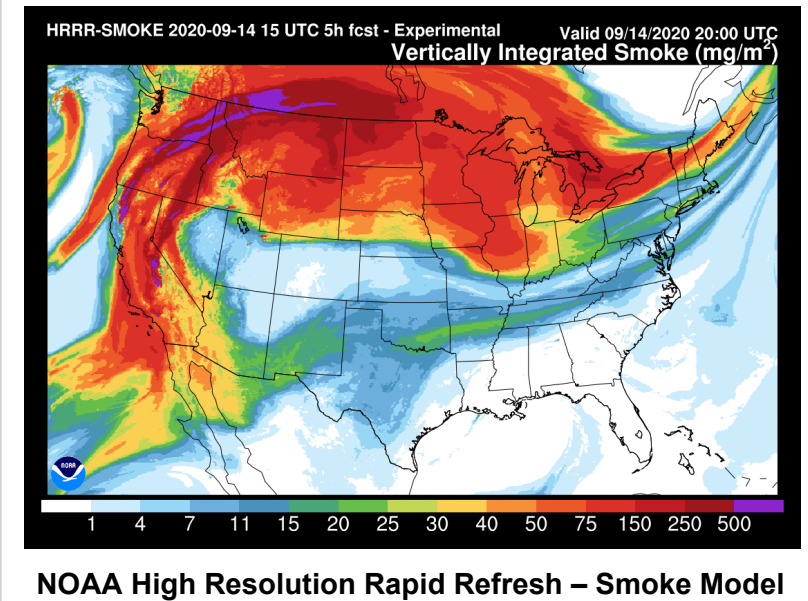 HRRR-SMOKE 2020-09-14 15 UTC 5h fcst - Experimental
Valid 09/14/2020 20:00 UTC
Vertically Integrated Smoke (mg/m²)
NOAA
1 4 7 11 15 20 25 30 40 50 75 150 250 500
NOAA High Resolution Rapid Refresh – Smoke Model